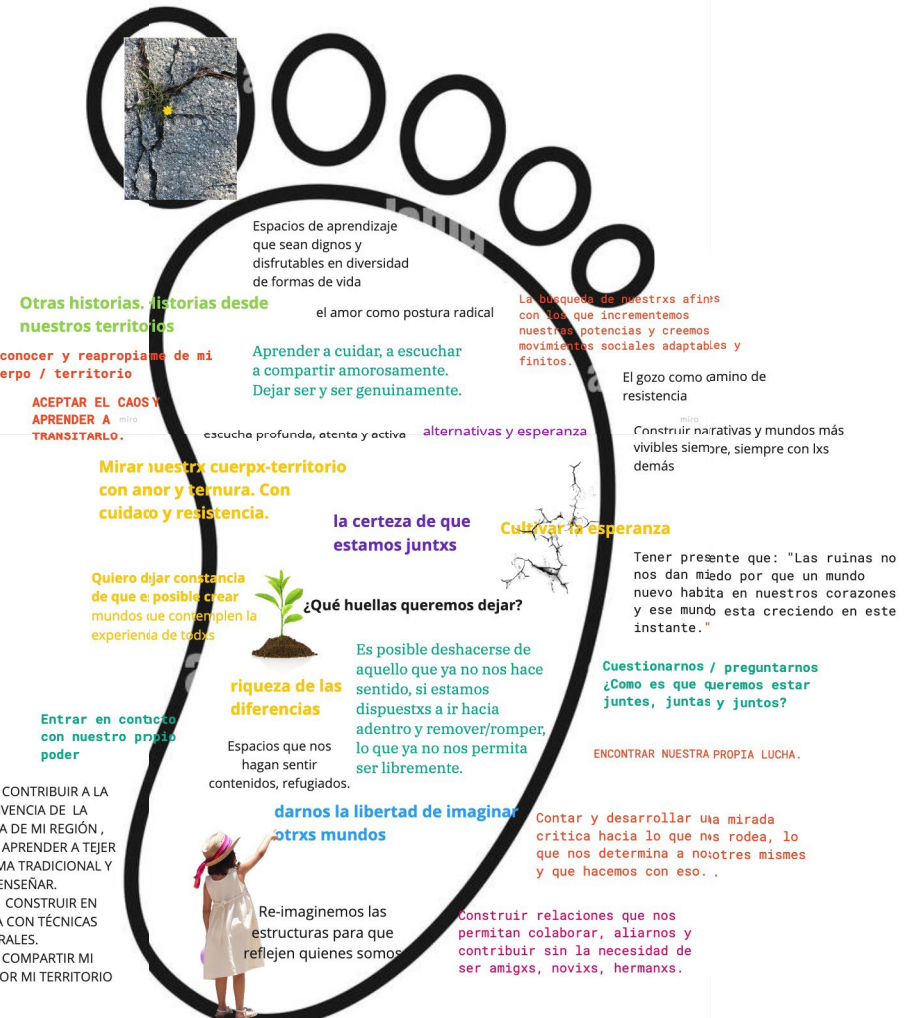 Espacios de aprendizaje
que sean dignos y
disfrutables en diversidad
de formas de vida
el amor como postura radical
Otras historias. Historias desde
nuestros territorios
conocer y reapropiarme de mi
erpo / territorio
ACEPTAR EL CAOS Y
APRENDER A
TRANSITARLO.
miro
Aprender a cuidar, a escuchar
a compartir amorosamente.
Dejar ser y ser genuinamente.
La busqueda de nuestrxs afines
con los que incrementemos
nuestras potencias y creemos
movimientos sociales adaptables y
finitos.
El gozo como camino de
resistencia
miro
Construir narrativas y mundos más
vivibles siempre, siempre con lxs
demás
escucha profunda, atenta y activa
alternativas y esperanza
Mirar nuestrx cuerpx-territorio
con amor y ternura. Con
cuidado y resistencia.
la certeza de que
estamos juntxs
Cultivar la esperanza
Tener presente que: "Las ruinas no
nos dan miedo por que un mundo
nuevo habita en nuestros corazones
y ese mundo esta creciendo en este
instante."
Quiero dejar constancia
de que es posible crear
mundos que contemplen la
experiencia de todxs
¿Qué huellas queremos dejar?
Es posible deshacerse de
aquello que ya no nos hace
sentido, si estamos
dispuestxs a ir hacia
adentro y remover/romper,
lo que ya no nos permita
ser libremente.
riqueza de las
diferencias
Cuestionarnos / preguntarnos
¿Como es que queremos estar
juntes, juntas y juntos?
Entrar en contacto
con nuestro propio
poder
Espacios que nos
hagan sentir
contenidos, refugiados.
ENCONTRAR NUESTRA PROPIA LUCHA.
CONTRIBUIR A LA
VENCIA DE LA
A DE MI REGIÓN ,
APRENDER A TEJER
MA TRADICIONAL Y
ENSEÑAR.
CONSTRUIR EN
A CON TÉCNICAS
RALES.
COMPARTIR MI
OR MI TERRITORIO
darnos la libertad de imaginar
otrxs mundos
Contar y desarrollar una mirada
critica hacia lo que nos rodea, lo
que nos determina a nosotres mismes
y que hacemos con eso. .
Re-imaginemos las
estructuras para que
reflejen quienes somos
Construir relaciones que nos
permitan colaborar, aliarnos y
contribuir sin la necesidad de
ser amigxs, novixs, hermanxs.